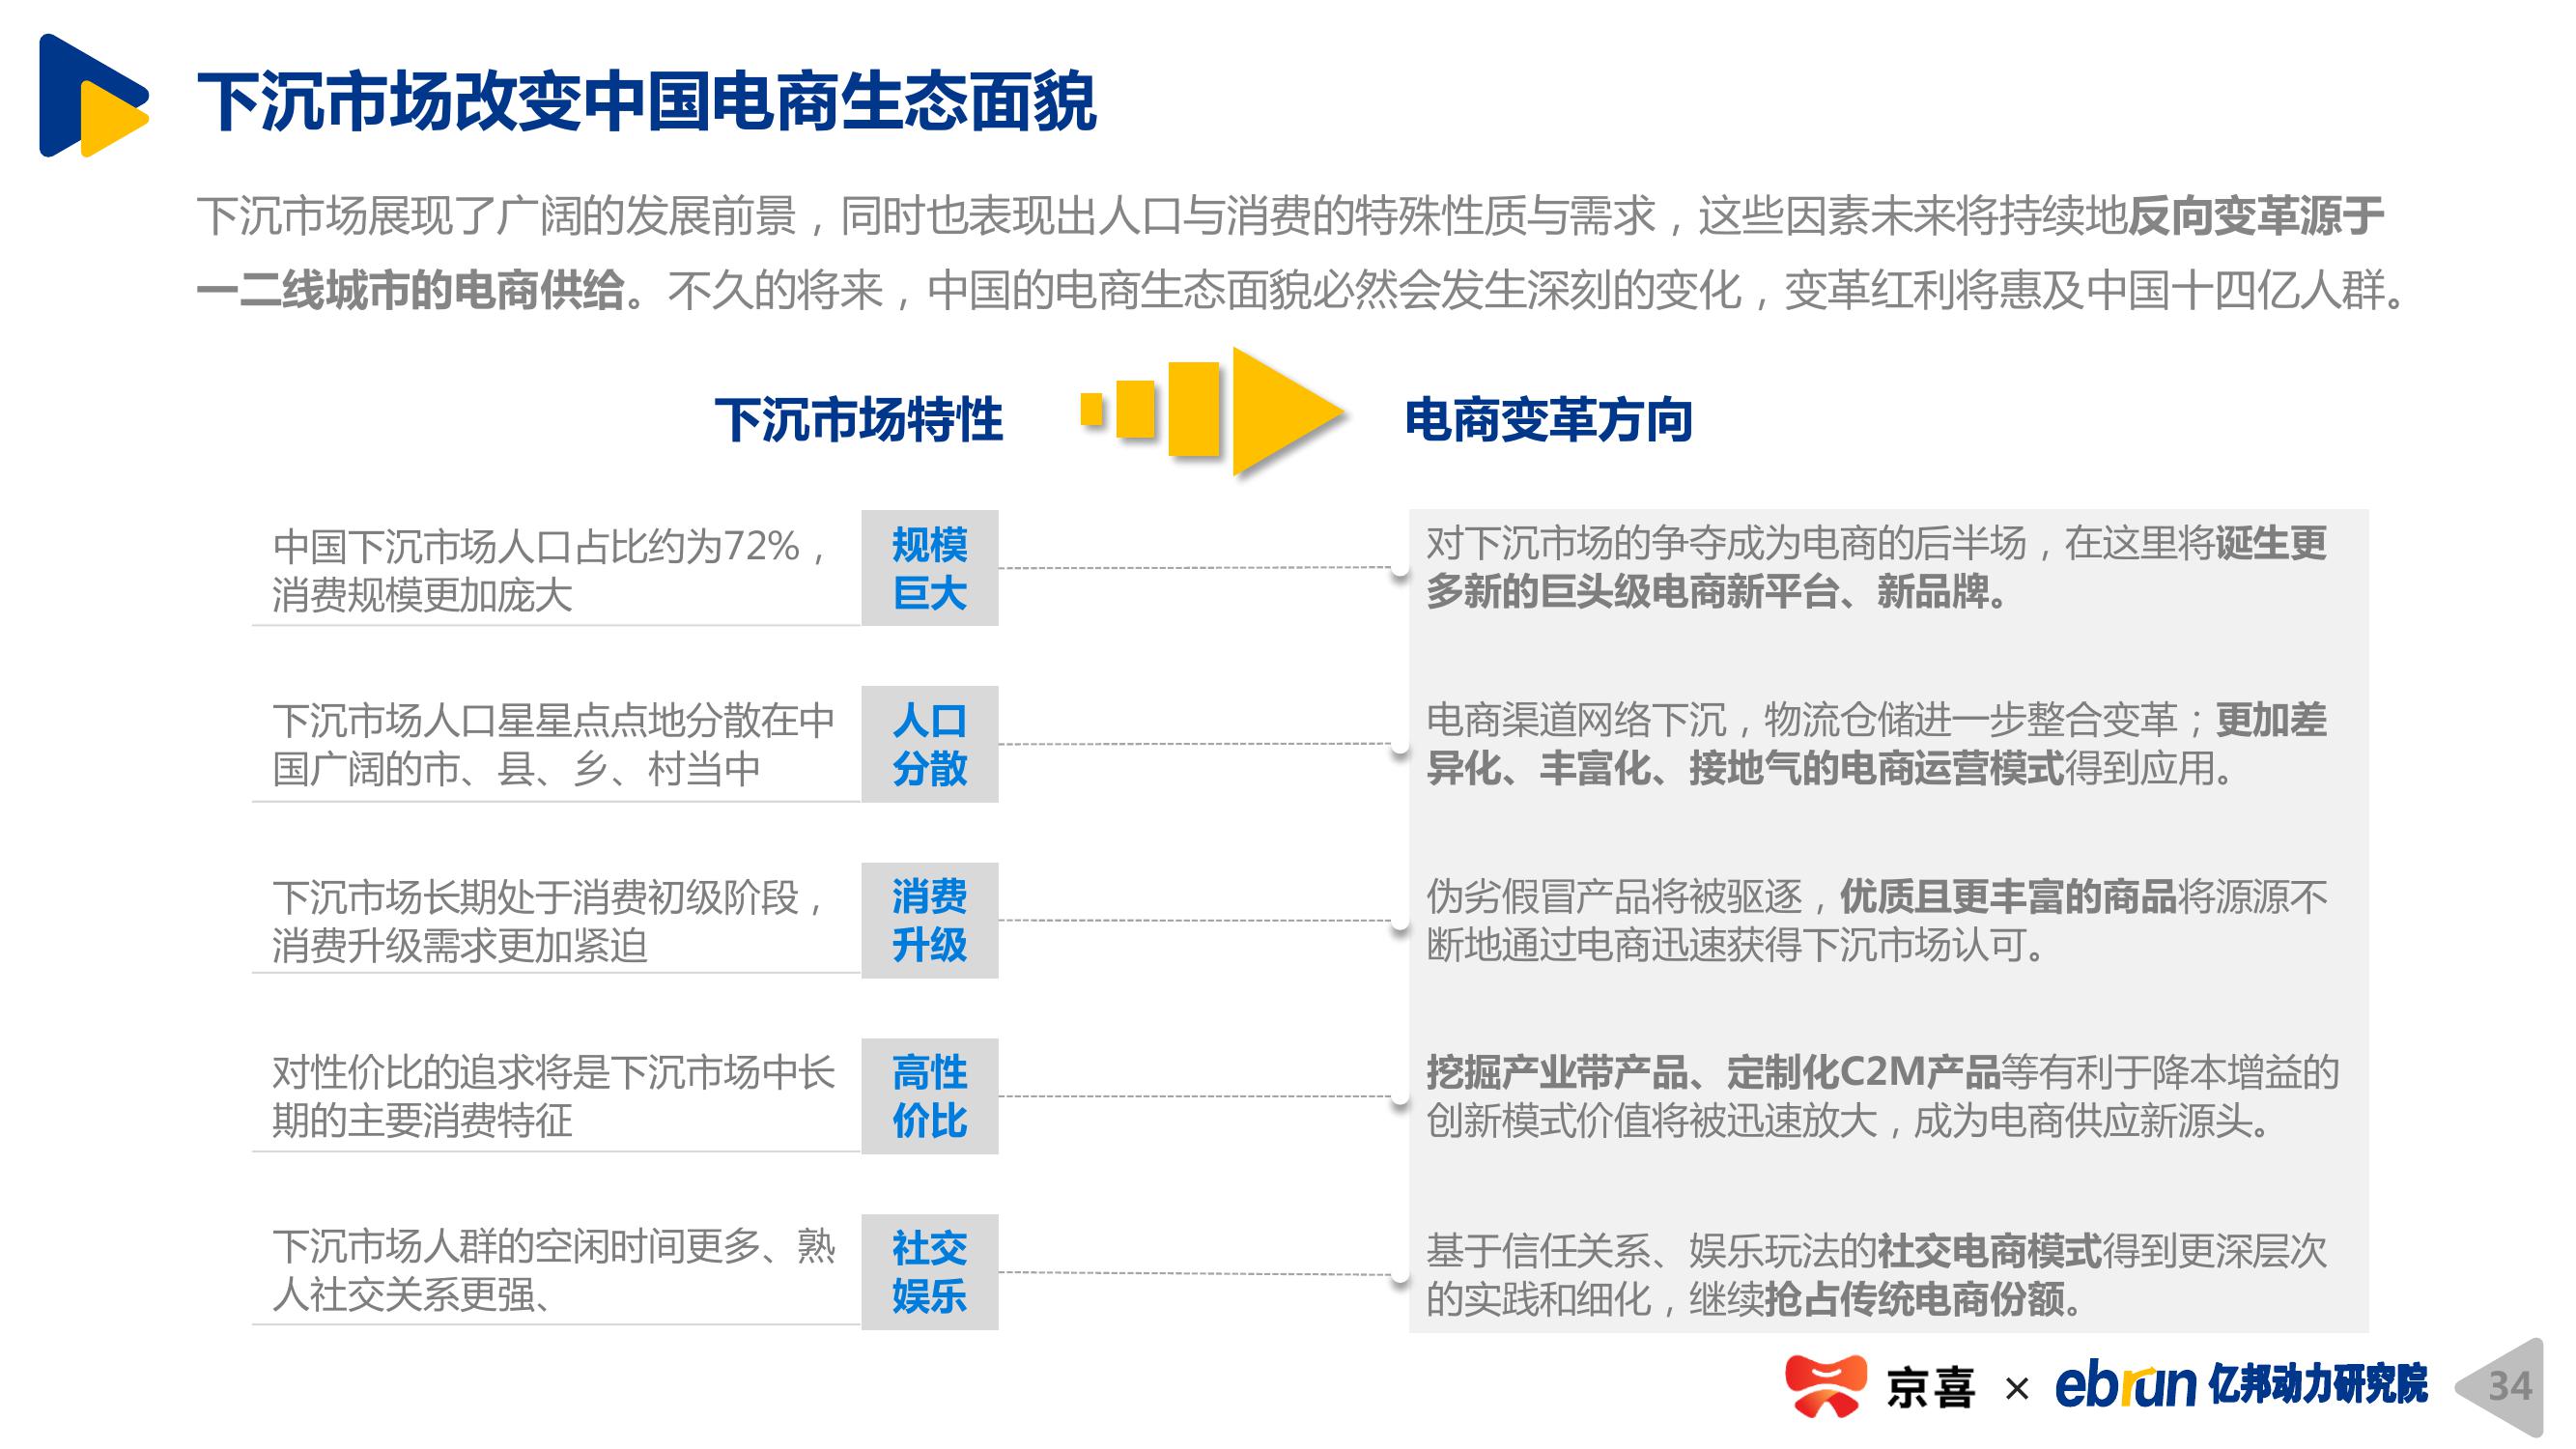 下沉市场改变中国电商生态面貌
下沉市场展现了广阔的发展前景，同时也表现出人口与消费的特殊性质与需求，这些因素未来将持续地反向变革源于
一二线城市的电商供给。不久的将来，中国的电商生态面貌必然会发生深刻的变化，变革红利将惠及中国十四亿人群。
下沉市场特性
电商变革方向
中国下沉市场人口占比约为72%，
消费规模更加庞大
规模
巨大
对下沉市场的争夺成为电商的后半场，在这里将诞生更
多新的巨头级电商新平台、新品牌。
下沉市场人口星星点点地分散在中
国广阔的市、县、乡、村当中
人口
分散
电商渠道网络下沉，物流仓储进一步整合变革；更加差
异化、丰富化、接地气的电商运营模式得到应用。
下沉市场长期处于消费初级阶段，
消费升级需求更加紧迫
消费
升级
伪劣假冒产品将被驱逐，优质且更丰富的商品将源源不
断地通过电商迅速获得下沉市场认可。
对性价比的追求将是下沉市场中长
期的主要消费特征
高性
价比
挖掘产业带产品、定制化C2M产品等有利于降本增益的
创新模式价值将被迅速放大，成为电商供应新源头。
下沉市场人群的空闲时间更多、熟
人社交关系更强、
社交
娱乐
基于信任关系、娱乐玩法的社交电商模式得到更深层次
的实践和细化，继续抢占传统电商份额。
京喜 × ebrun 亿邦动力研究院
34